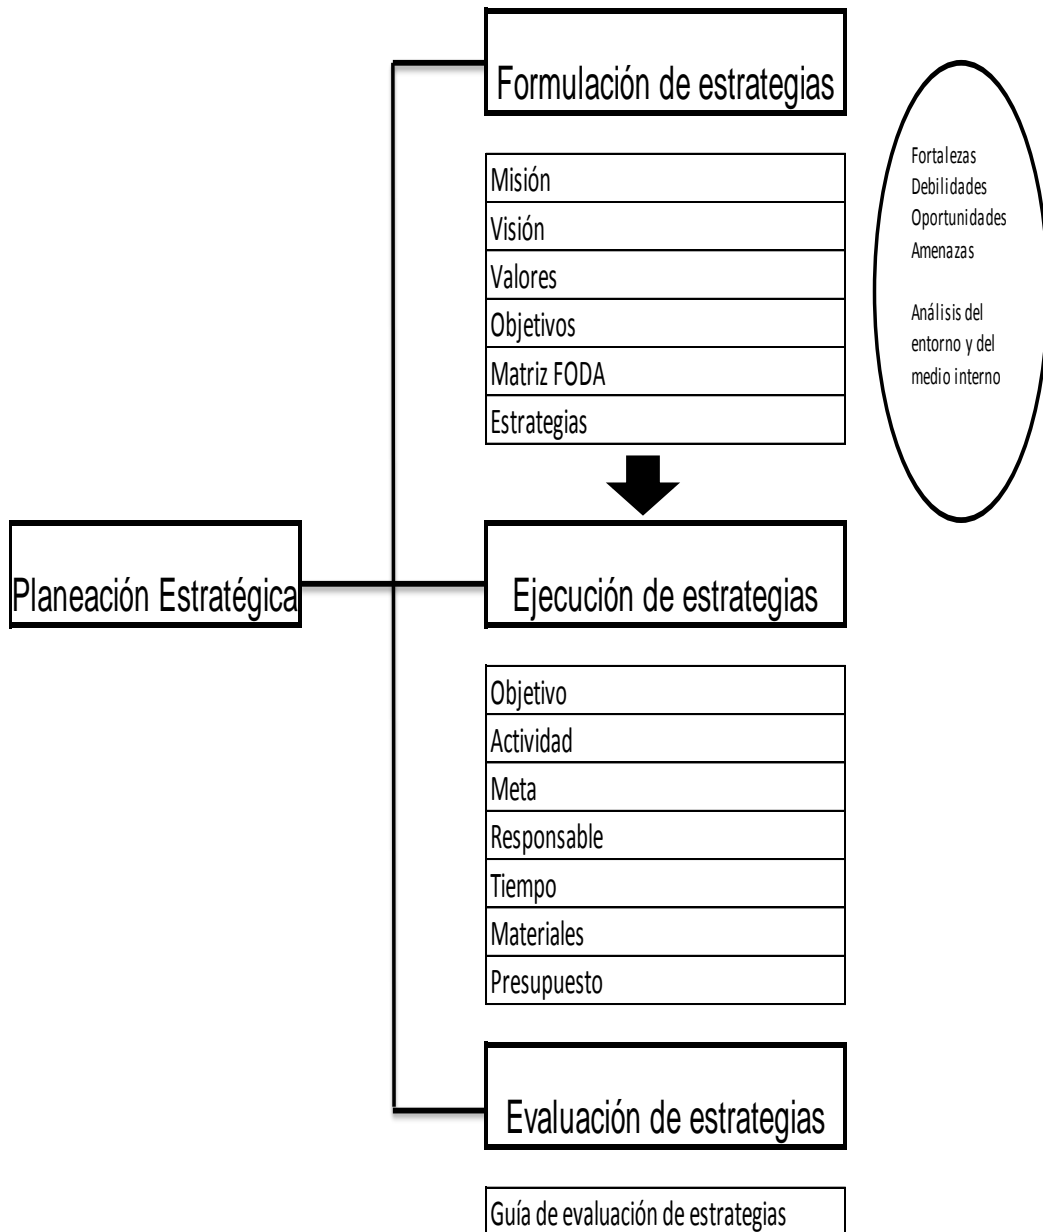 Formulación de estrategias
Misión
Visión
Valores
Objetivos
Matriz FODA
Estrategias
Fortalezas
Debilidades
Oportunidades
Amenazas
Análisis del
entorno y del
medio interno
Planeación Estratégica
Ejecución de estrategias
Objetivo
Actividad
Meta
Responsable
Tiempo
Materiales
Presupuesto
Evaluación de estrategias
Guía de evaluación de estrategias